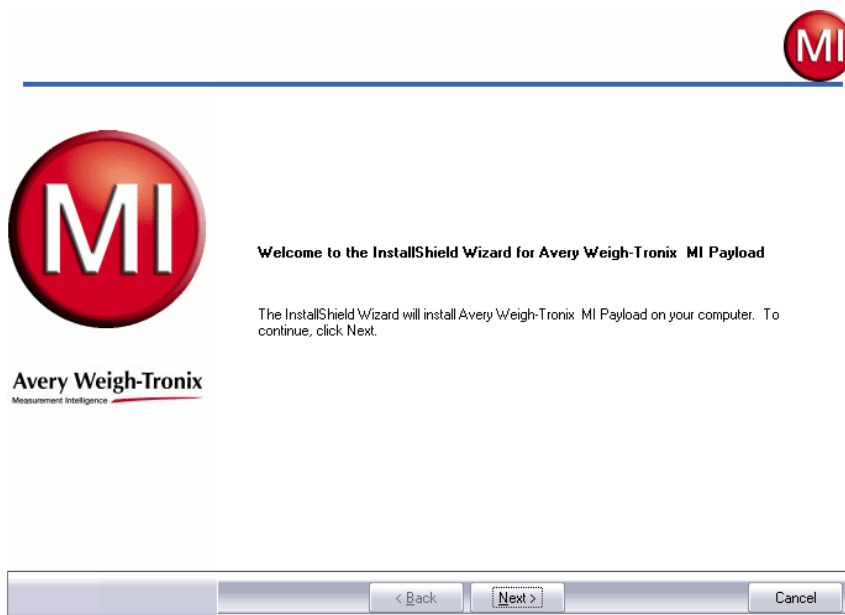 MI
MI
Welcome to the InstallShield Wizard for Avery Weigh-Tronix MI Payload
The InstallShield Wizard will install Avery Weigh-Tronix MI Payload on your computer. To
continue, click Next.
Avery Weigh-Tronix
Measurement Intelligence
< Back
Next >
Cancel